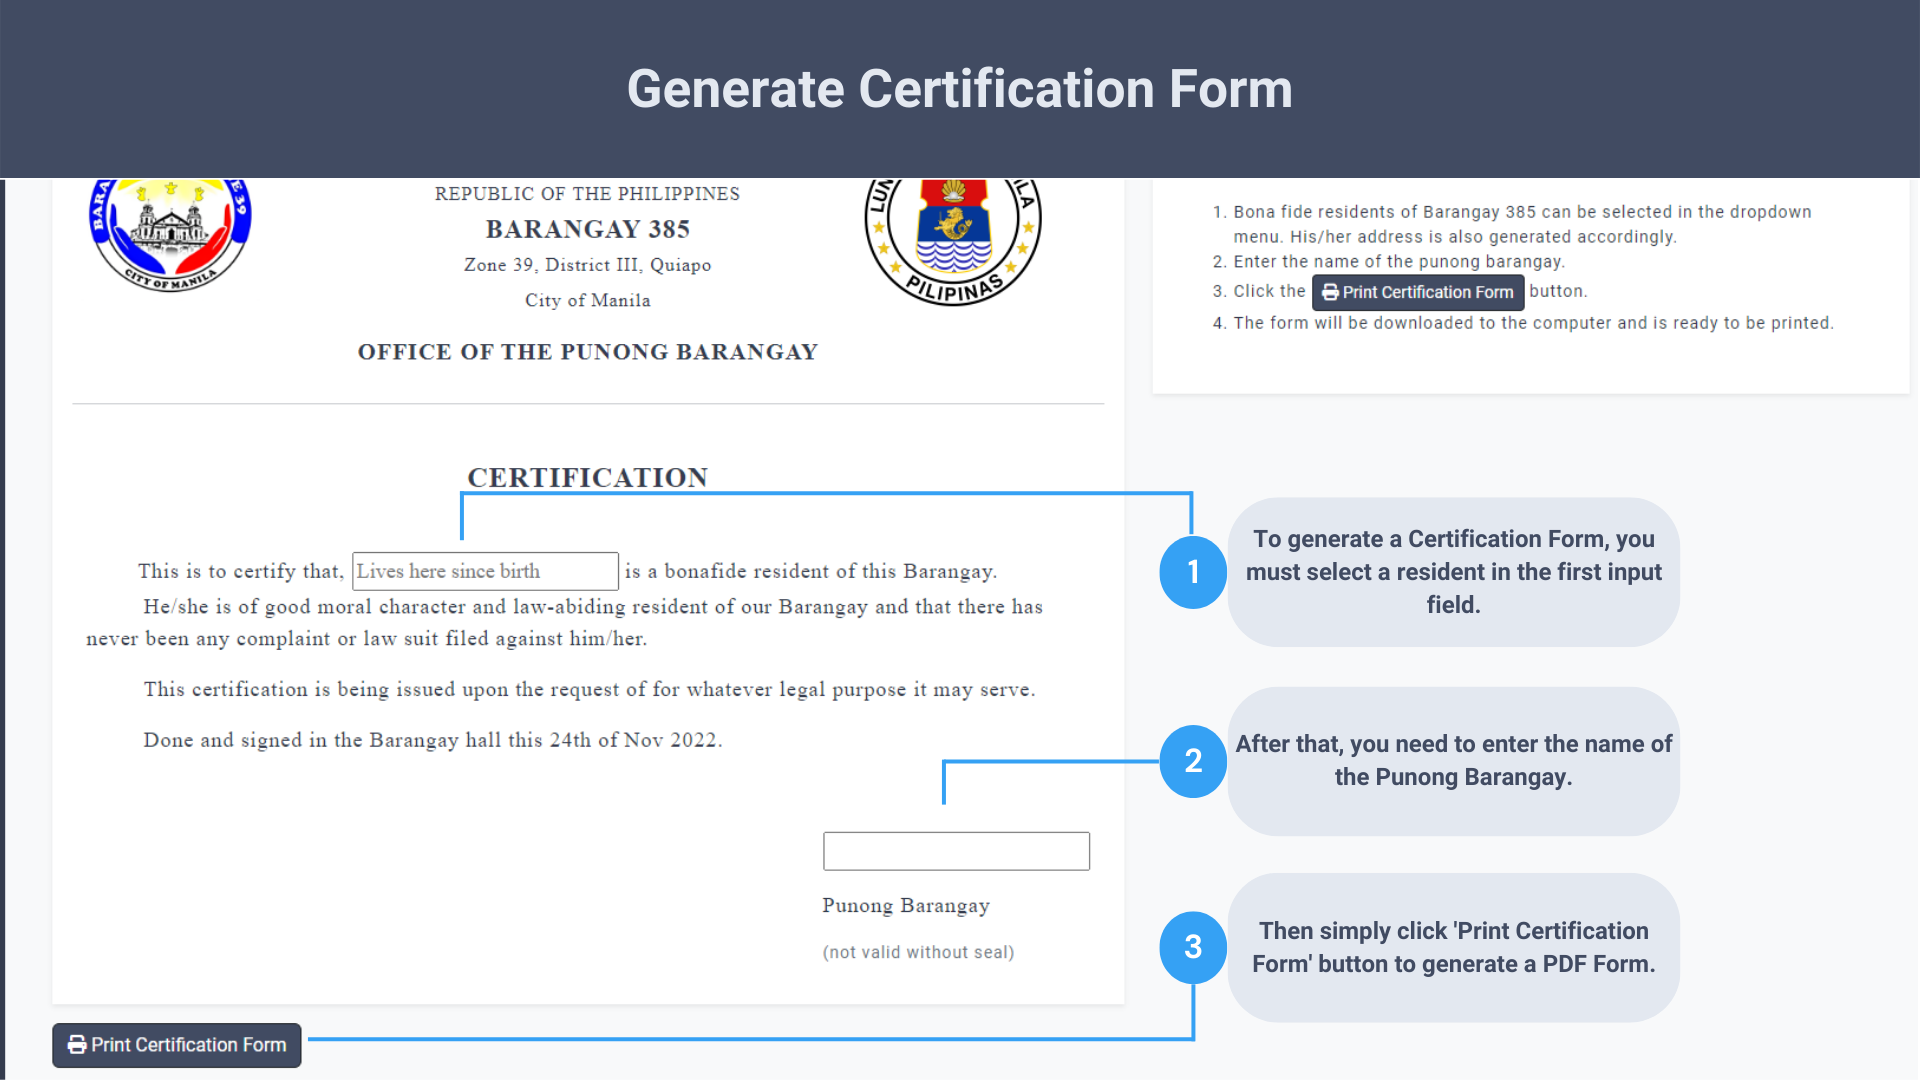 Generate Certification Form
BARA
E 39
CITY OF MANILA
REPUBLIC OF THE PHILIPPINES
BARANGAY 385
Zone 39, District III, Quiapo
City of Manila
OFFICE OF THE PUNONG BARANGAY
LUN
ILA
PILIPINAS
1. Bona fide residents of Barangay 385 can be selected in the dropdown
menu. His/her address is also generated accordingly.
2. Enter the name of the punong barangay.
3. Click the Print Certification Form button.
4. The form will be downloaded to the computer and is ready to be printed.
CERTIFICATION
This is to certify that, Lives here since birth is a bonafide resident of this Barangay.
He/she is of good moral character and law-abiding resident of our Barangay and that there has
never been any complaint or law suit filed against him/her.
This certification is being issued upon the request of for whatever legal purpose it may serve.
Done and signed in the Barangay hall this 24th of Nov 2022.
Punong Barangay
(not valid without seal)
Print Certification Form
1
To generate a Certification Form, you
must select a resident in the first input
field.
2
After that, you need to enter the name of
the Punong Barangay.
3
Then simply click 'Print Certification
Form' button to generate a PDF Form.